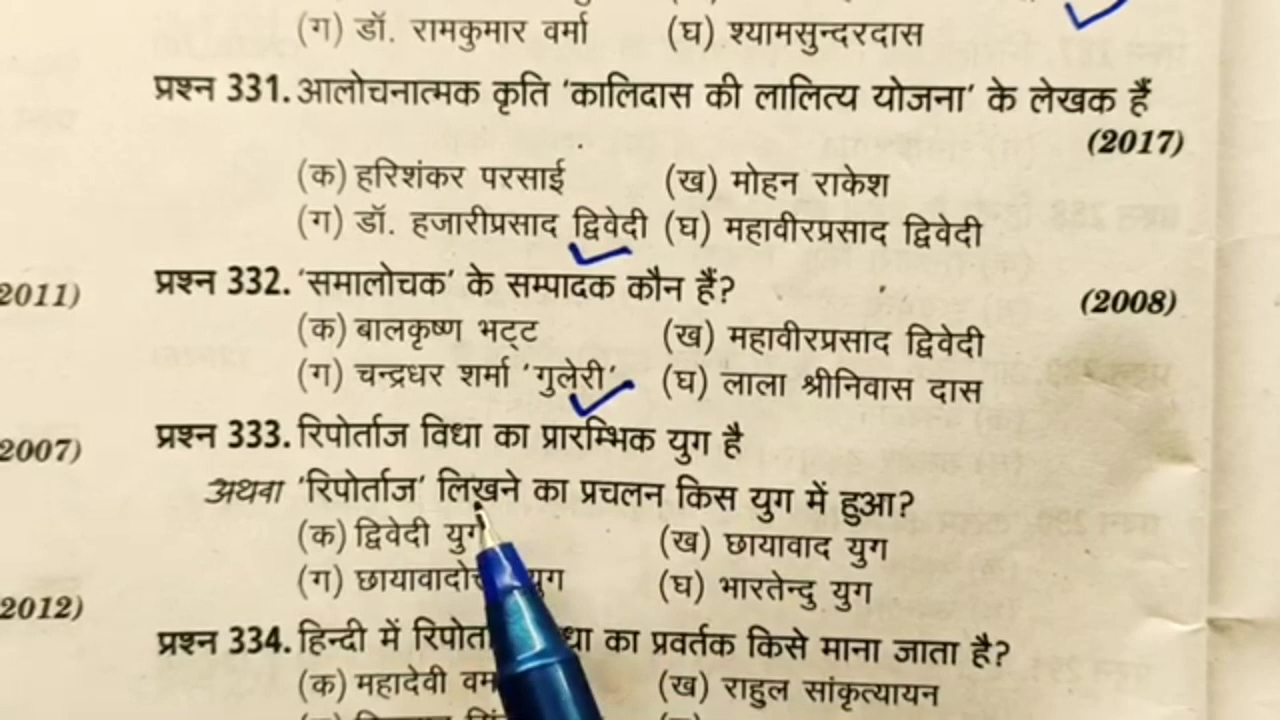 (ग) डॉ. रामकुमार वर्मा (घ) श्यामसुन्दरदास
प्रश्न 331. आलोचनात्मक कृति 'कालिदास की लालित्य योजना' के लेखक हैं
(2017)
(क) हरिशंकर परसाई (ख) मोहन राकेश
(ग) डॉ. हजारीप्रसाद द्विवेदी (घ) महावीरप्रसाद द्विवेदी
2011) प्रश्न 332. 'समालोचक' के सम्पादक कौन हैं? (2008)
(क) बालकृष्ण भट्ट (ख) महावीरप्रसाद द्विवेदी
(ग) चन्द्रधर शर्मा 'गुलेरी' (घ) लाला श्रीनिवास दास
2007) प्रश्न 333. रिपोर्ताज विधा का प्रारम्भिक युग है
अथवा 'रिपोर्ताज' लिखने का प्रचलन किस युग में हुआ?
(क) द्विवेदी युग (ख) छायावाद युग
(ग) युग (घ) भारतेन्दु युग
2012) प्रश्न 334. हिन्दी में का प्रवर्तक किसे माना जाता है?
(क) महादेवी (ख) राहुल सांकृत्यायन